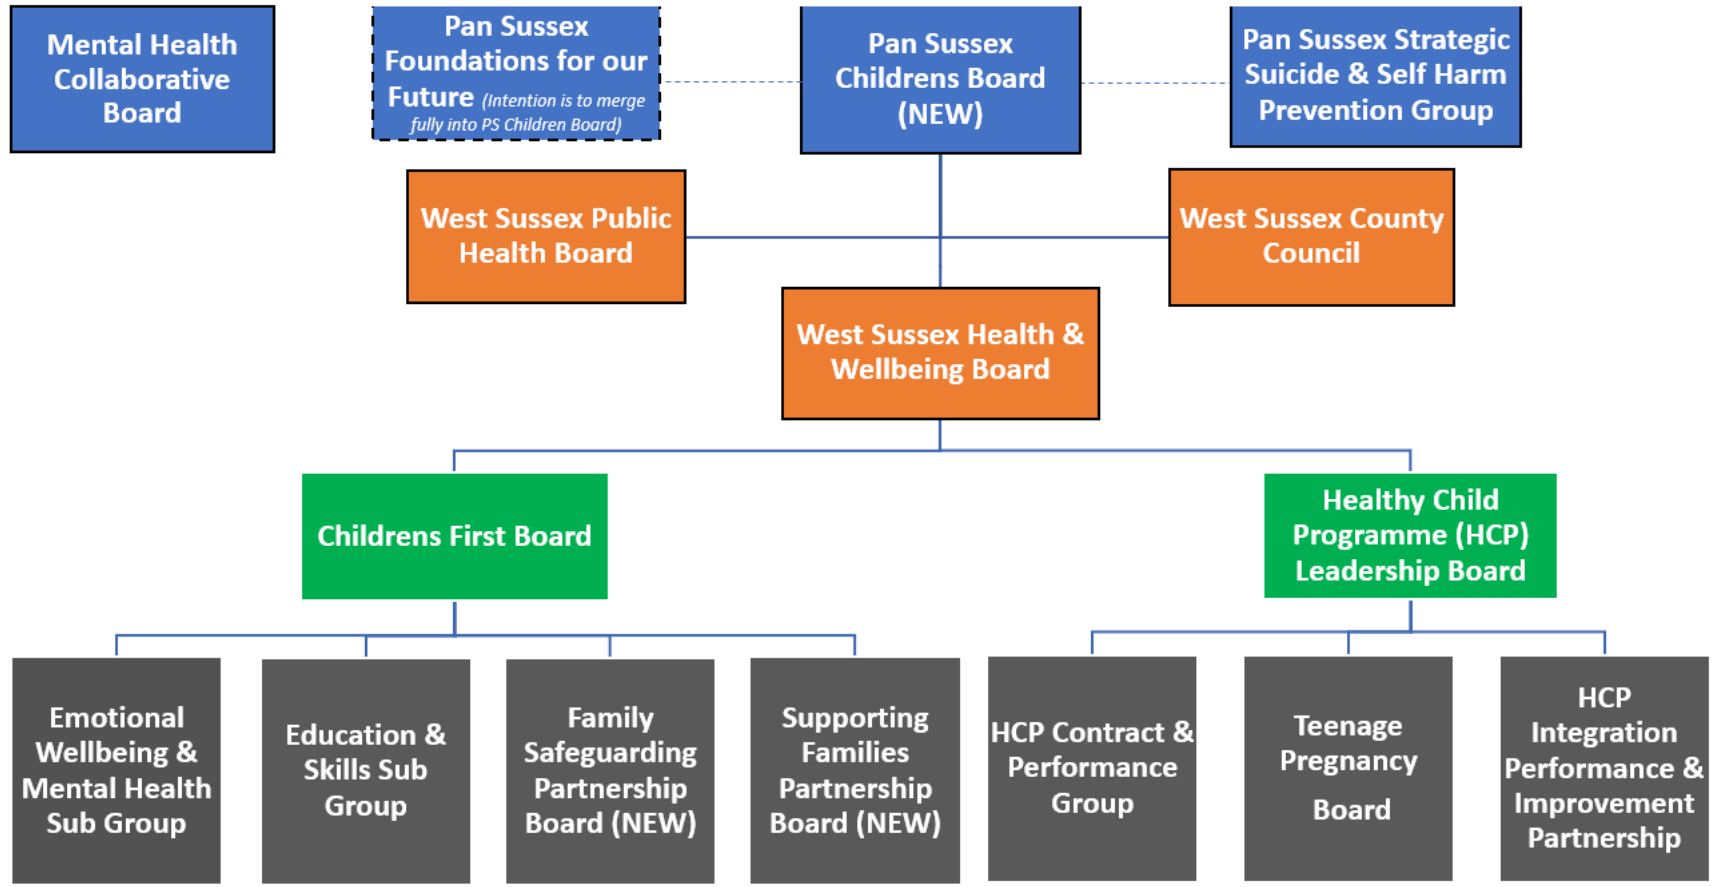 Mental Health
Collaborative
Board
Pan Sussex
Foundations for our
Future (Intention is to merge
fully into PS Children Board)
Pan Sussex
Childrens Board
(NEW)
Pan Sussex Strategic
Suicide & Self Harm
Prevention Group
West Sussex Public
Health Board
West Sussex County
Council
West Sussex Health &
Wellbeing Board
Childrens First Board
Healthy Child
Programme (HCP)
Leadership Board
Emotional
Wellbeing &
Mental Health
Sub Group
Education &
Skills Sub
Group
Family
Safeguarding
Partnership
Board (NEW)
Supporting
Families
Partnership
Board (NEW)
HCP Contract &
Performance
Group
Teenage
Pregnancy
Board
HCP
Integration
Performance &
Improvement
Partnership